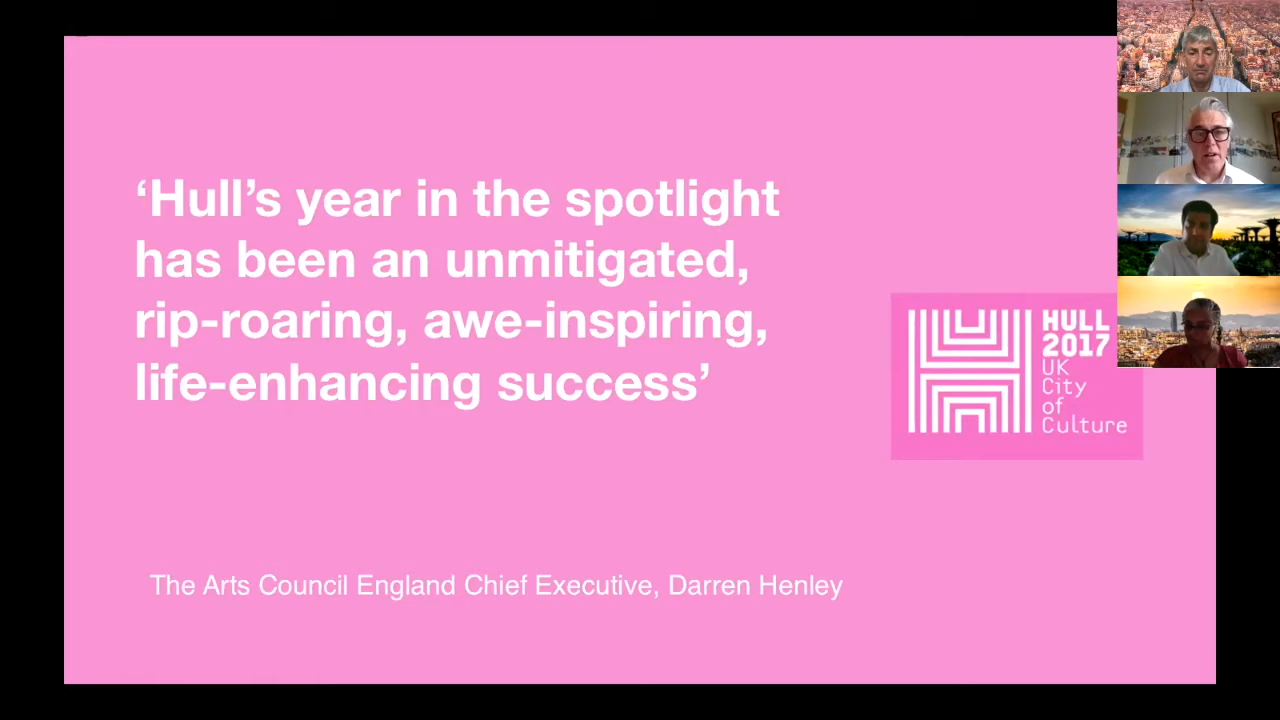 ‘Hull’s year in the spotlight
has been an unmitigated,
rip-roaring, awe-inspiring,
life-enhancing success’
HULL
2017
UK
City
of
Culture
The Arts Council England Chief Executive, Darren Henley